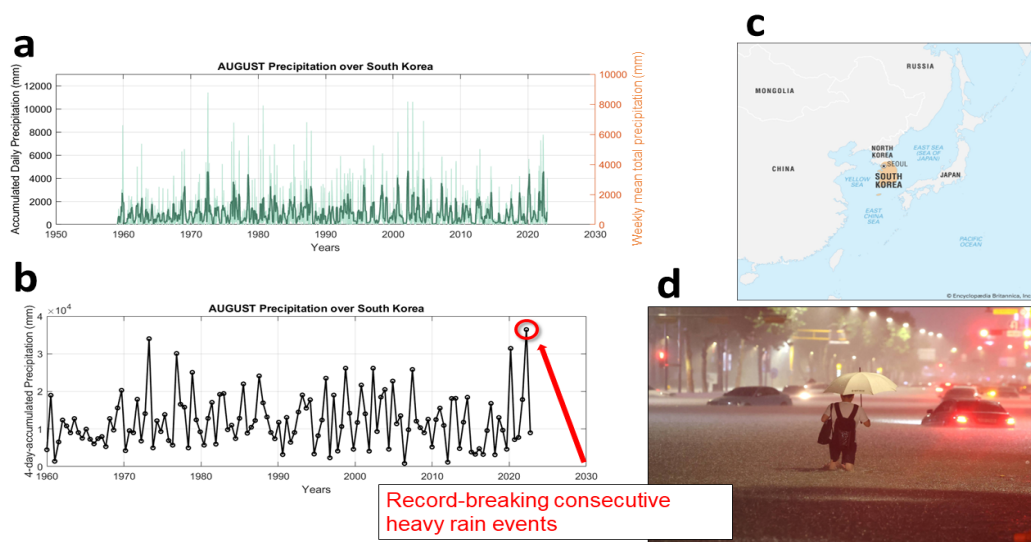 a
AUGUST Precipitation over South Korea
Accumulated Daily Precipitation (mm)
12000
10000
8000
6000
4000
2000
0
10000
8000
6000
4000
2000
0
Weekly mean total precipitation (mm)
1950 1960 1970 1980 1990 2000 2010 2020 2030
Years
b
×10⁴
AUGUST Precipitation over South Korea
4-day-accumulated Precipitation (mm)
4
3
2
1
0
1960 1970 1980 1990 2000 2010 2020 2030
Years
Record-breaking consecutive
heavy rain events
c
RUSSIA
MONGOLIA
NORTH
KOREA
EAST SEA
(SEA OF
JAPAN)
SEOUL
CHINA
SOUTH
KOREA
JAPAN
YELLOW
SEA
EAST
CHINA
SEA
PACIFIC
OCEAN
© Encyclopædia Britannica, Inc.
d